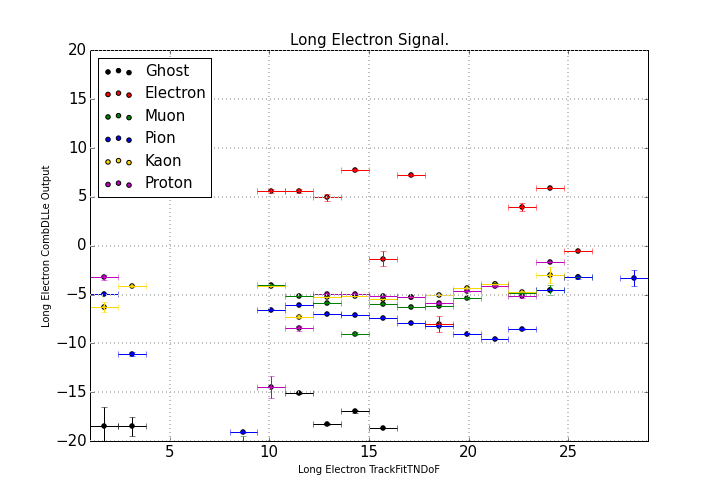 Long Electron Signal.
20
15
10
5
0
−5
−10
−15
−20
Long Electron CombDLLe Output
Ghost
Electron
Muon
Pion
Kaon
Proton
5
10
15
20
25
Long Electron TrackFitTNDoF